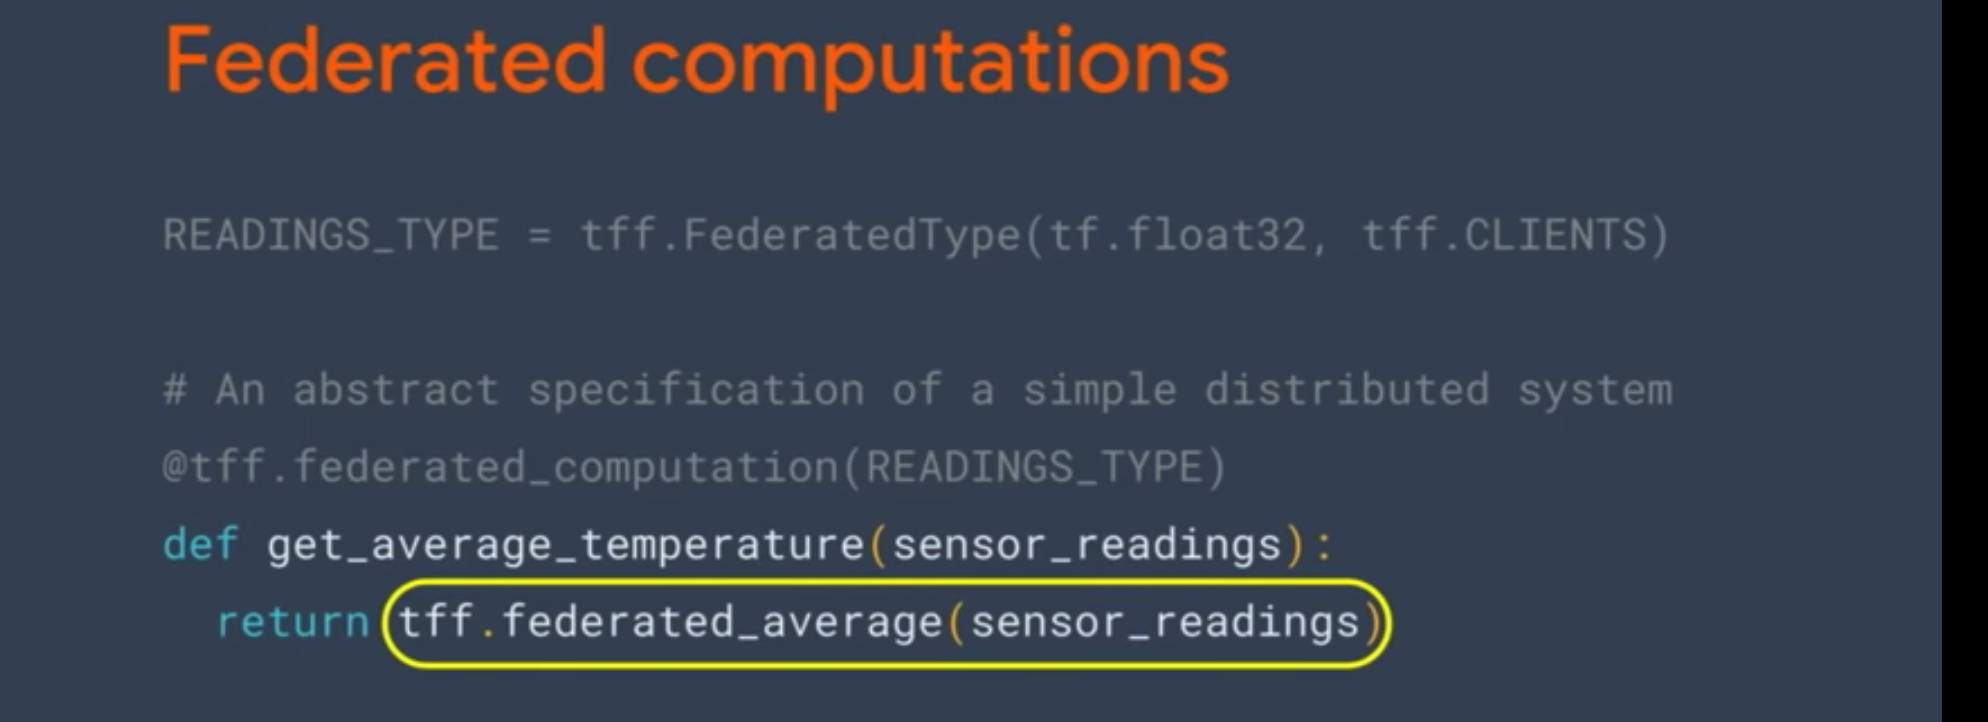 Federated computations
READINGS_TYPE = tff.FederatedType(tf.float32, tff.CLIENTS)
# An abstract specification of a simple distributed system
@tff.federated_computation(READINGS_TYPE)
def get_average_temperature(sensor_readings):
  return tff.federated_average(sensor_readings)